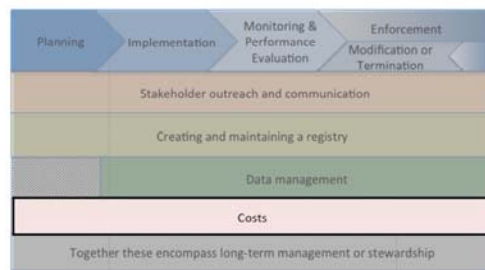 Planning
Implementation
Monitoring &
Performance
Evaluation
Enforcement
Modification or
Termination
Stakeholder outreach and communication
Creating and maintaining a registry
Data management
Costs
Together these encompass long-term management or stewardship